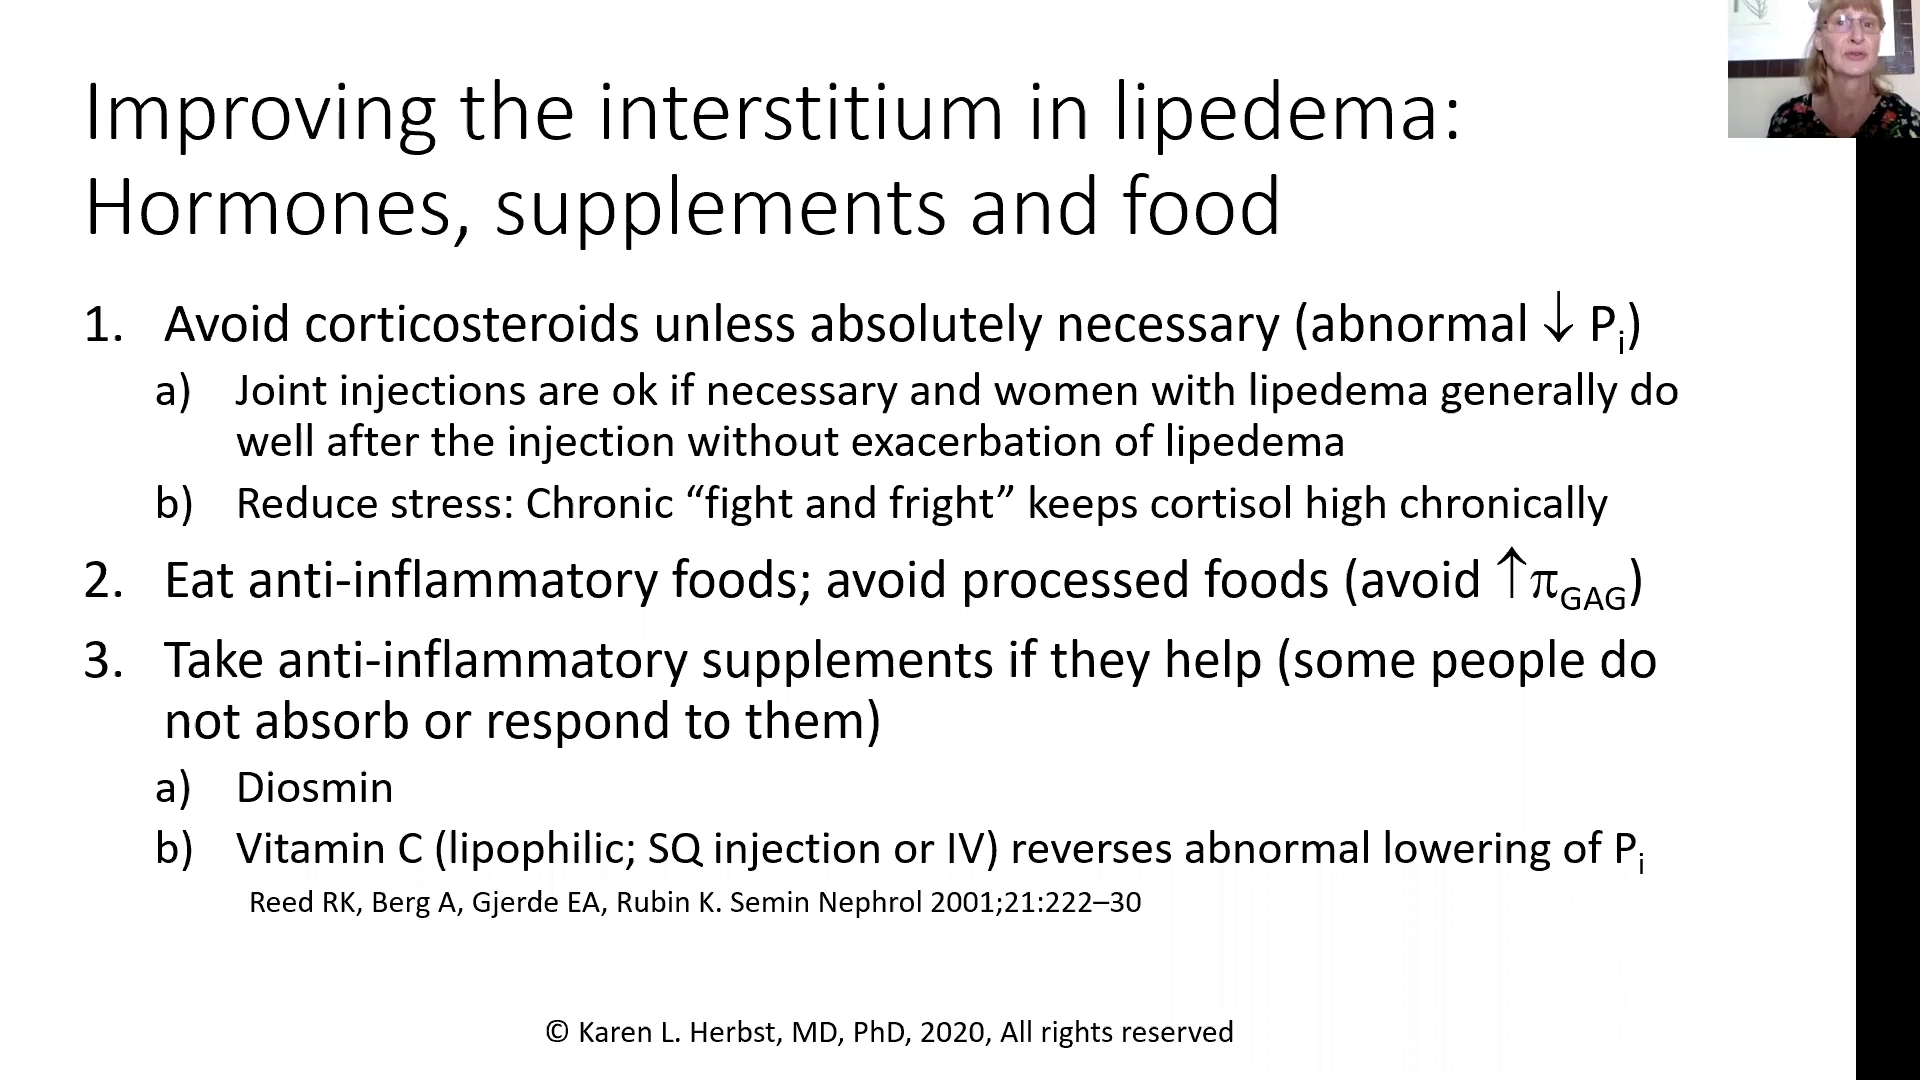 Improving the interstitium in lipedema:
Hormones, supplements and food
1. Avoid corticosteroids unless absolutely necessary (abnormal ↓ Pi)
a) Joint injections are ok if necessary and women with lipedema generally do
well after the injection without exacerbation of lipedema
b) Reduce stress: Chronic “fight and fright” keeps cortisol high chronically
2. Eat anti-inflammatory foods; avoid processed foods (avoid ↑πGAG)
3. Take anti-inflammatory supplements if they help (some people do
not absorb or respond to them)
a) Diosmin
b) Vitamin C (lipophilic; SQ injection or IV) reverses abnormal lowering of Pi
Reed RK, Berg A, Gjerde EA, Rubin K. Semin Nephrol 2001;21:222–30
© Karen L. Herbst, MD, PhD, 2020, All rights reserved